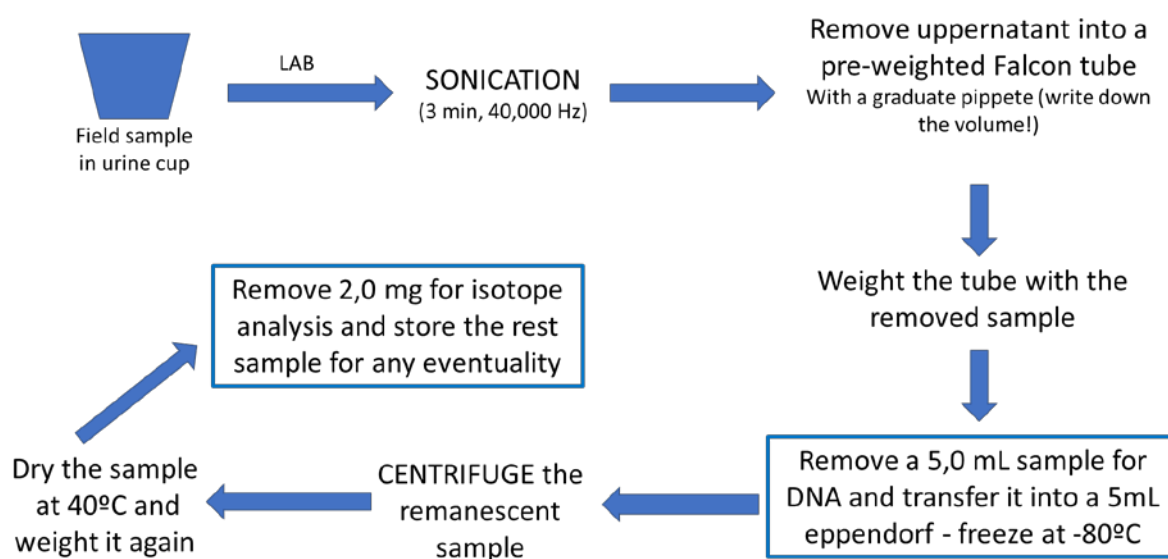 Field sample
in urine cup
LAB
SONICATION
(3 min, 40,000 Hz)
Remove uppernatant into a
pre-weighted Falcon tube
With a graduate pippete (write down
the volume!)
Weight the tube with the
removed sample
Remove a 5,0 mL sample for
DNA and transfer it into a 5mL
eppendorf - freeze at -80ºC
CENTRIFUGE the
remanescent
sample
Dry the sample
at 40ºC and
weight it again
Remove 2,0 mg for isotope
analysis and store the rest
sample for any eventuality